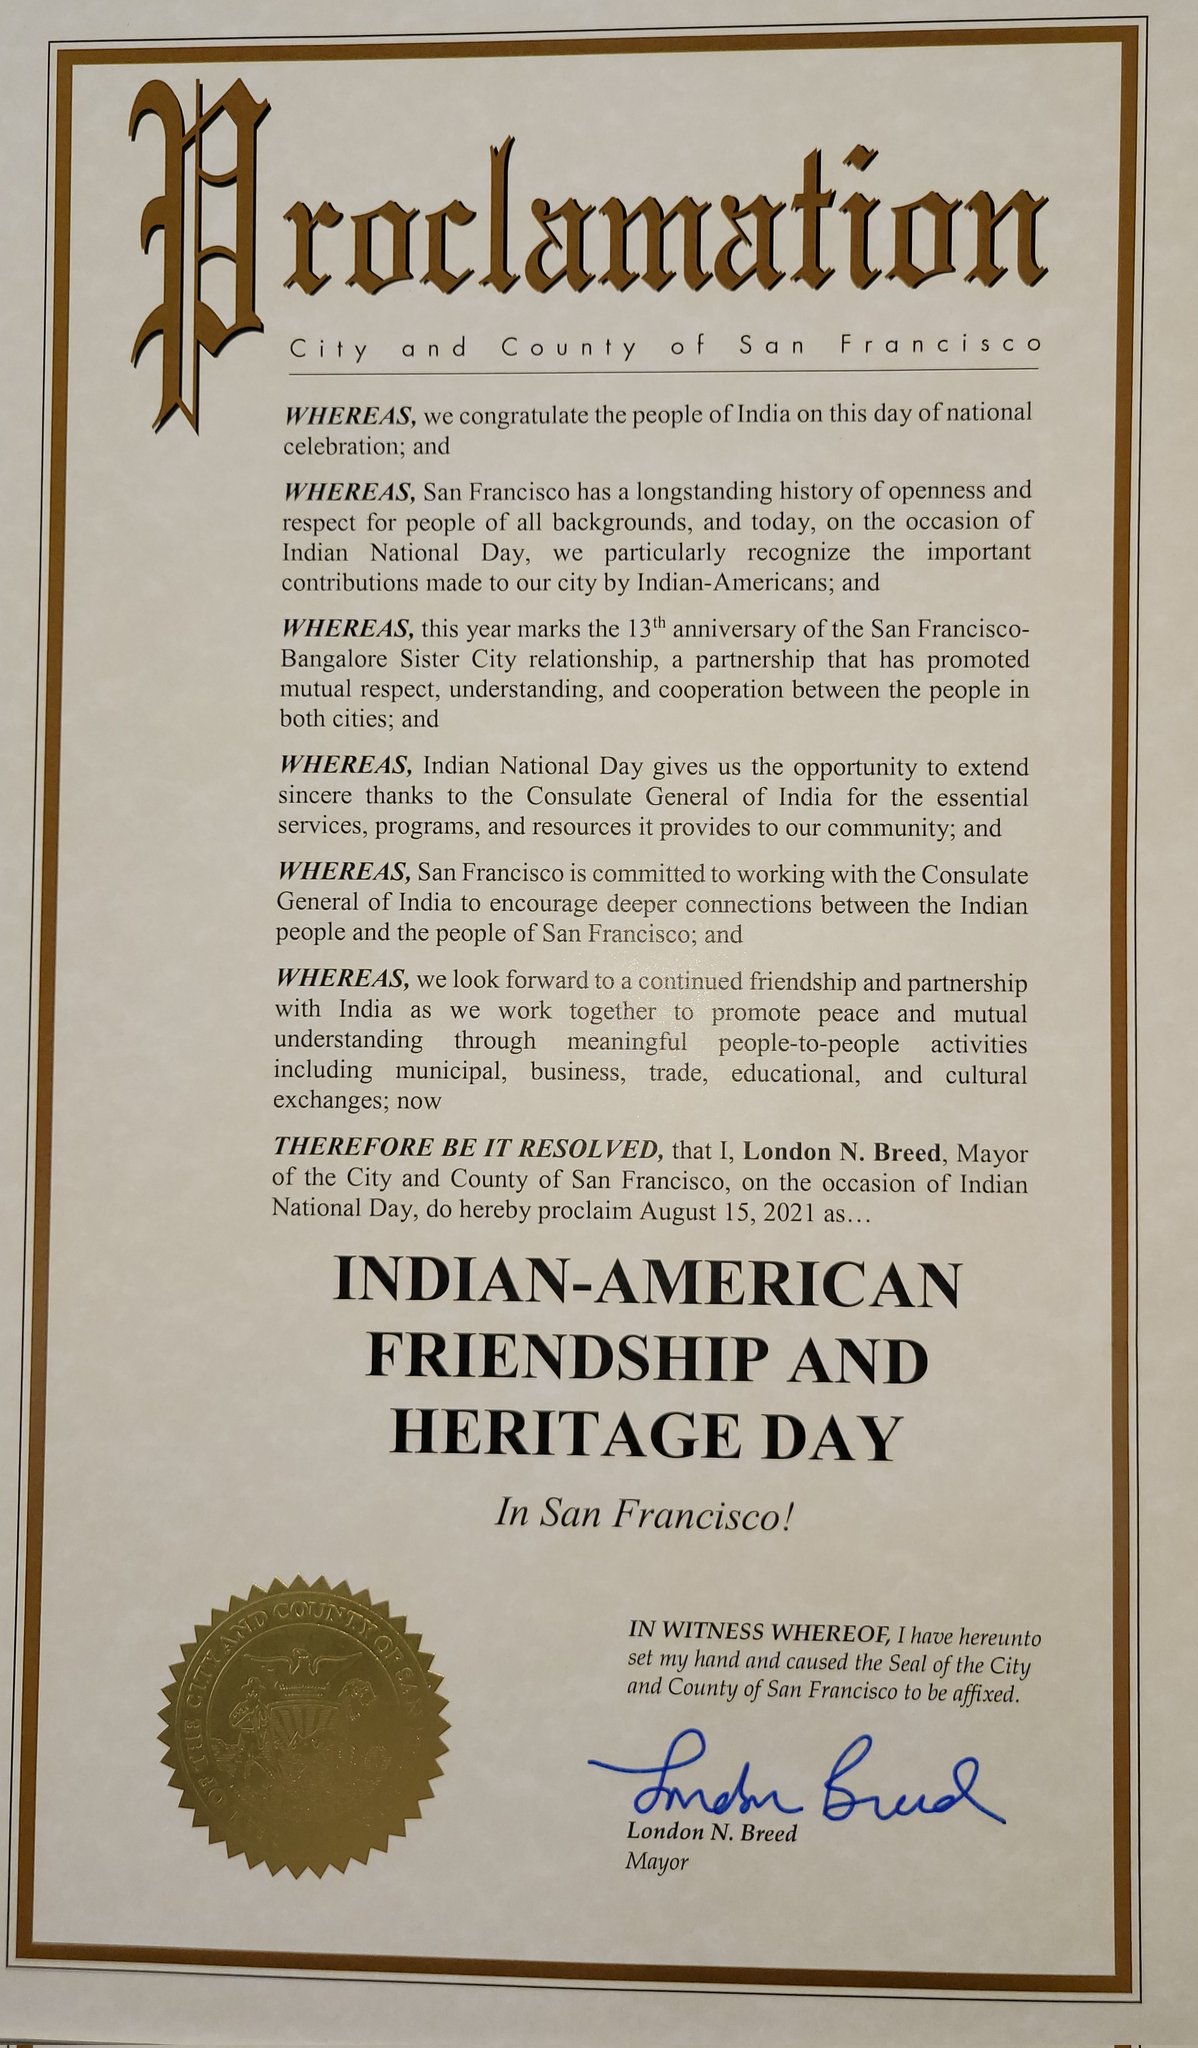 Proclamation
City and County of San Francisco
WHEREAS, we congratulate the people of India on this day of national
celebration; and
WHEREAS, San Francisco has a longstanding history of openness and
respect for people of all backgrounds, and today, on the occasion of
Indian National Day, we particularly recognize the important
contributions made to our city by Indian-Americans; and
WHEREAS, this year marks the 13th anniversary of the San Francisco-
Bangalore Sister City relationship, a partnership that has promoted
mutual respect, understanding, and cooperation between the people in
both cities; and
WHEREAS, Indian National Day gives us the opportunity to extend
sincere thanks to the Consulate General of India for the essential
services, programs, and resources it provides to our community; and
WHEREAS, San Francisco is committed to working with the Consulate
General of India to encourage deeper connections between the Indian
people and the people of San Francisco; and
WHEREAS, we look forward to a continued friendship and partnership
with India as we work together to promote peace and mutual
understanding through meaningful people-to-people activities
including municipal, business, trade, educational, and cultural
exchanges; now
THEREFORE BE IT RESOLVED, that I, London N. Breed, Mayor
of the City and County of San Francisco, on the occasion of Indian
National Day, do hereby proclaim August 15, 2021 as…
INDIAN-AMERICAN
FRIENDSHIP AND
HERITAGE DAY
In San Francisco!
OF THE CITY AND COUNTY OF SAN
IN WITNESS WHEREOF, I have hereunto
set my hand and caused the Seal of the City
and County of San Francisco to be affixed.
London Breed
London N. Breed
Mayor